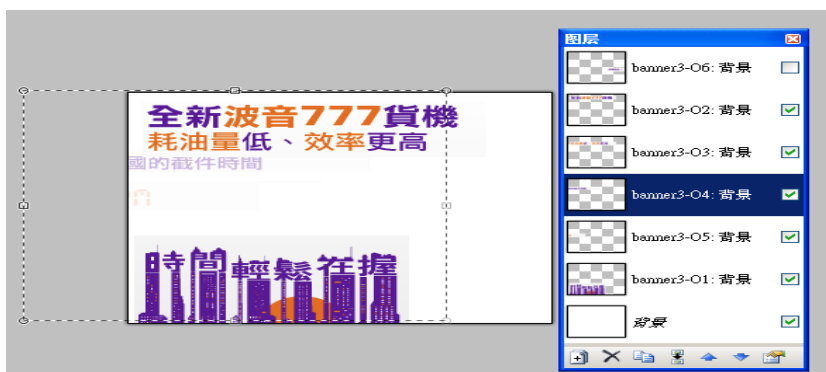 全新波音777貨機
耗油量低、效率更高
國的截件時間
時間輕鬆在握
图层
banner3-06: 背景
banner3-02: 背景
banner3-03: 背景
banner3-04: 背景
banner3-05: 背景
banner3-01: 背景
背景